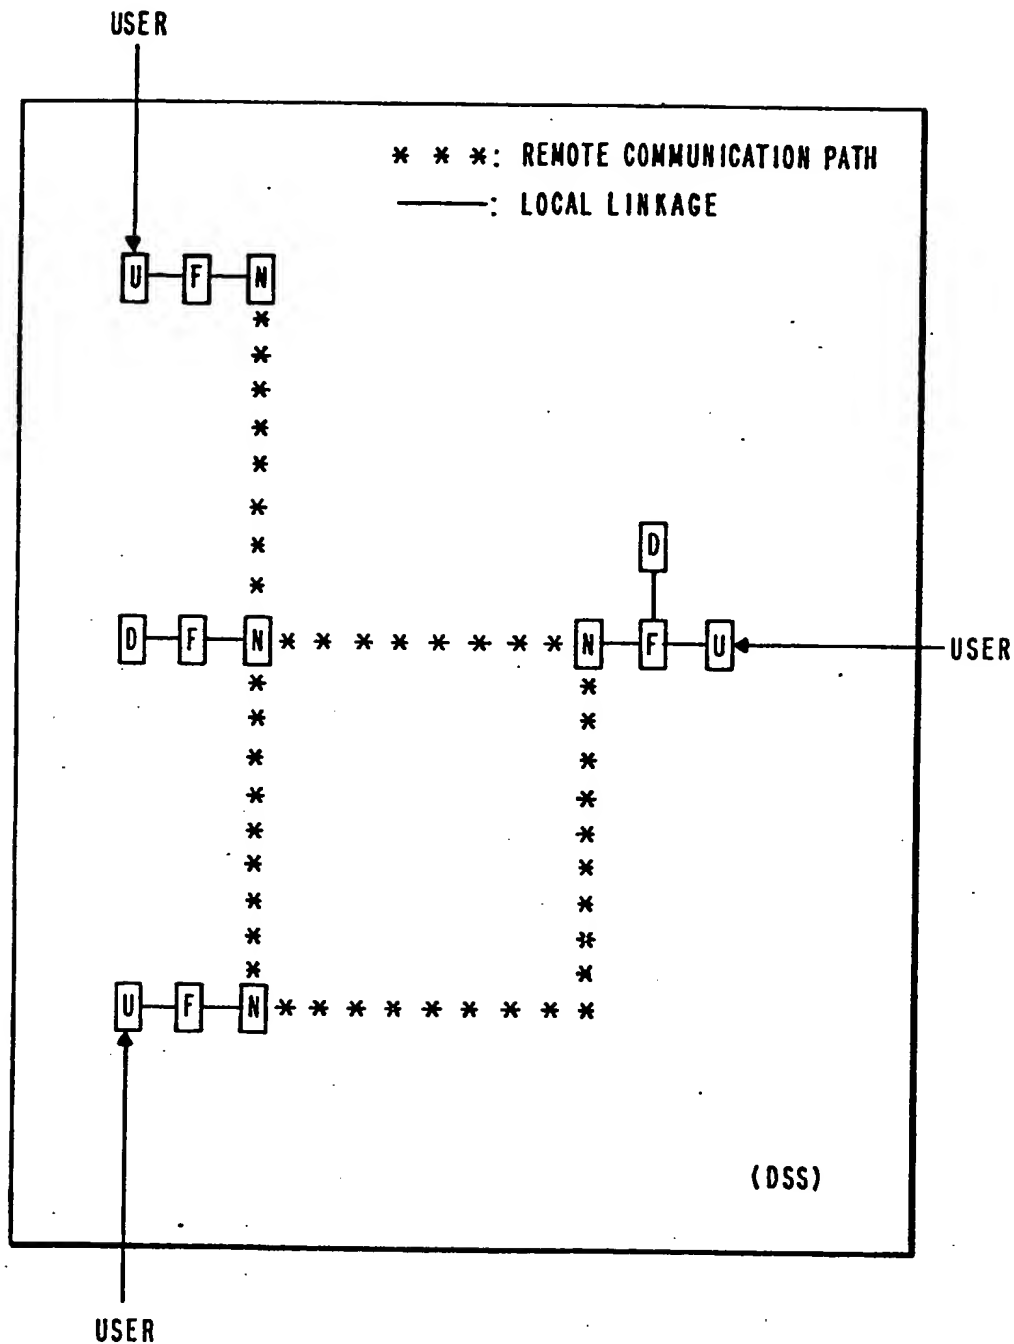 USER
* * *: REMOTE COMMUNICATION PATH
———: LOCAL LINKAGE
U F N
D
D F N N F U
USER
U F N
(DSS)
USER